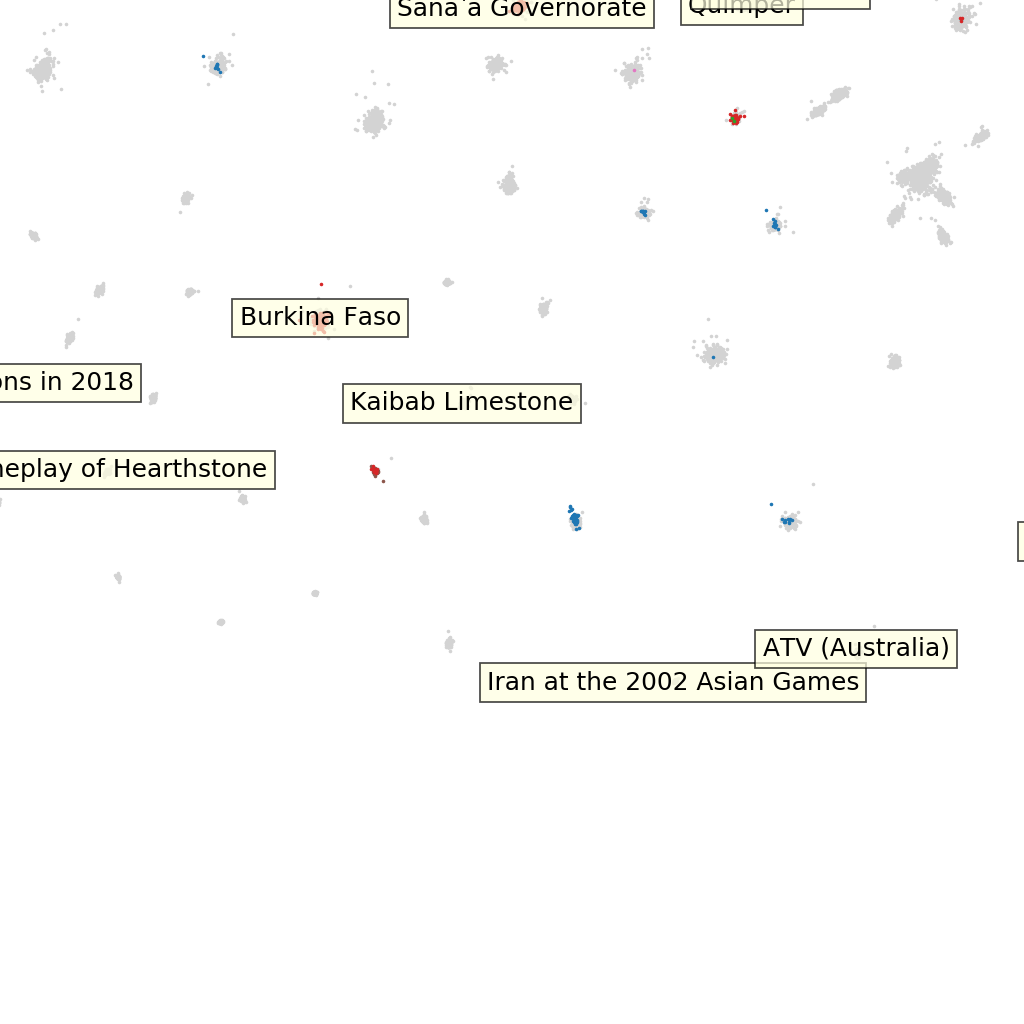 Sana'a Governorate
Quimper
Burkina Faso
ons in 2018
Kaibab Limestone
neplay of Hearthstone
ATV (Australia)
Iran at the 2002 Asian Games